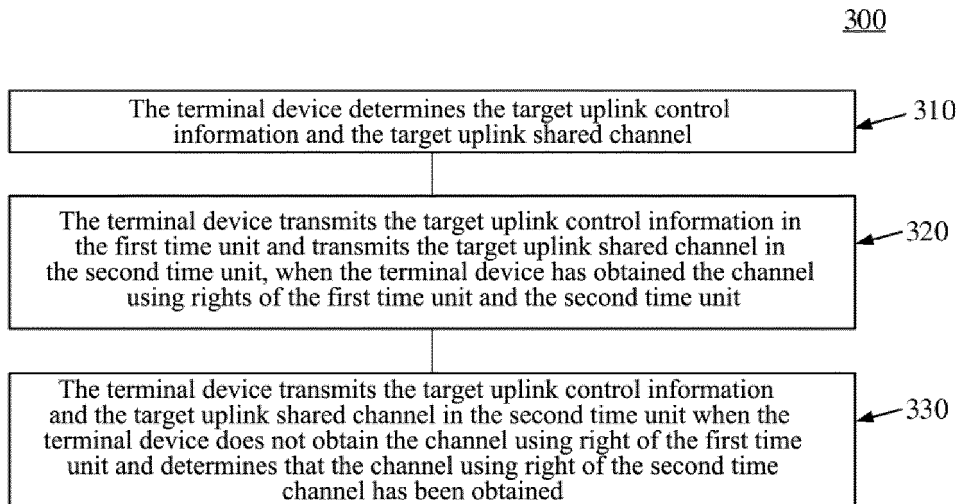 300
The terminal device determines the target uplink control
information and the target uplink shared channel
310
The terminal device transmits the target uplink control information in
the first time unit and transmits the target uplink shared channel in
the second time unit, when the terminal device has obtained the channel
using rights of the first time unit and the second time unit
320
The terminal device transmits the target uplink control information
and the target uplink shared channel in the second time unit when the
terminal device does not obtain the channel using right of the first time
unit and determines that the channel using right of the second time
channel has been obtained
330